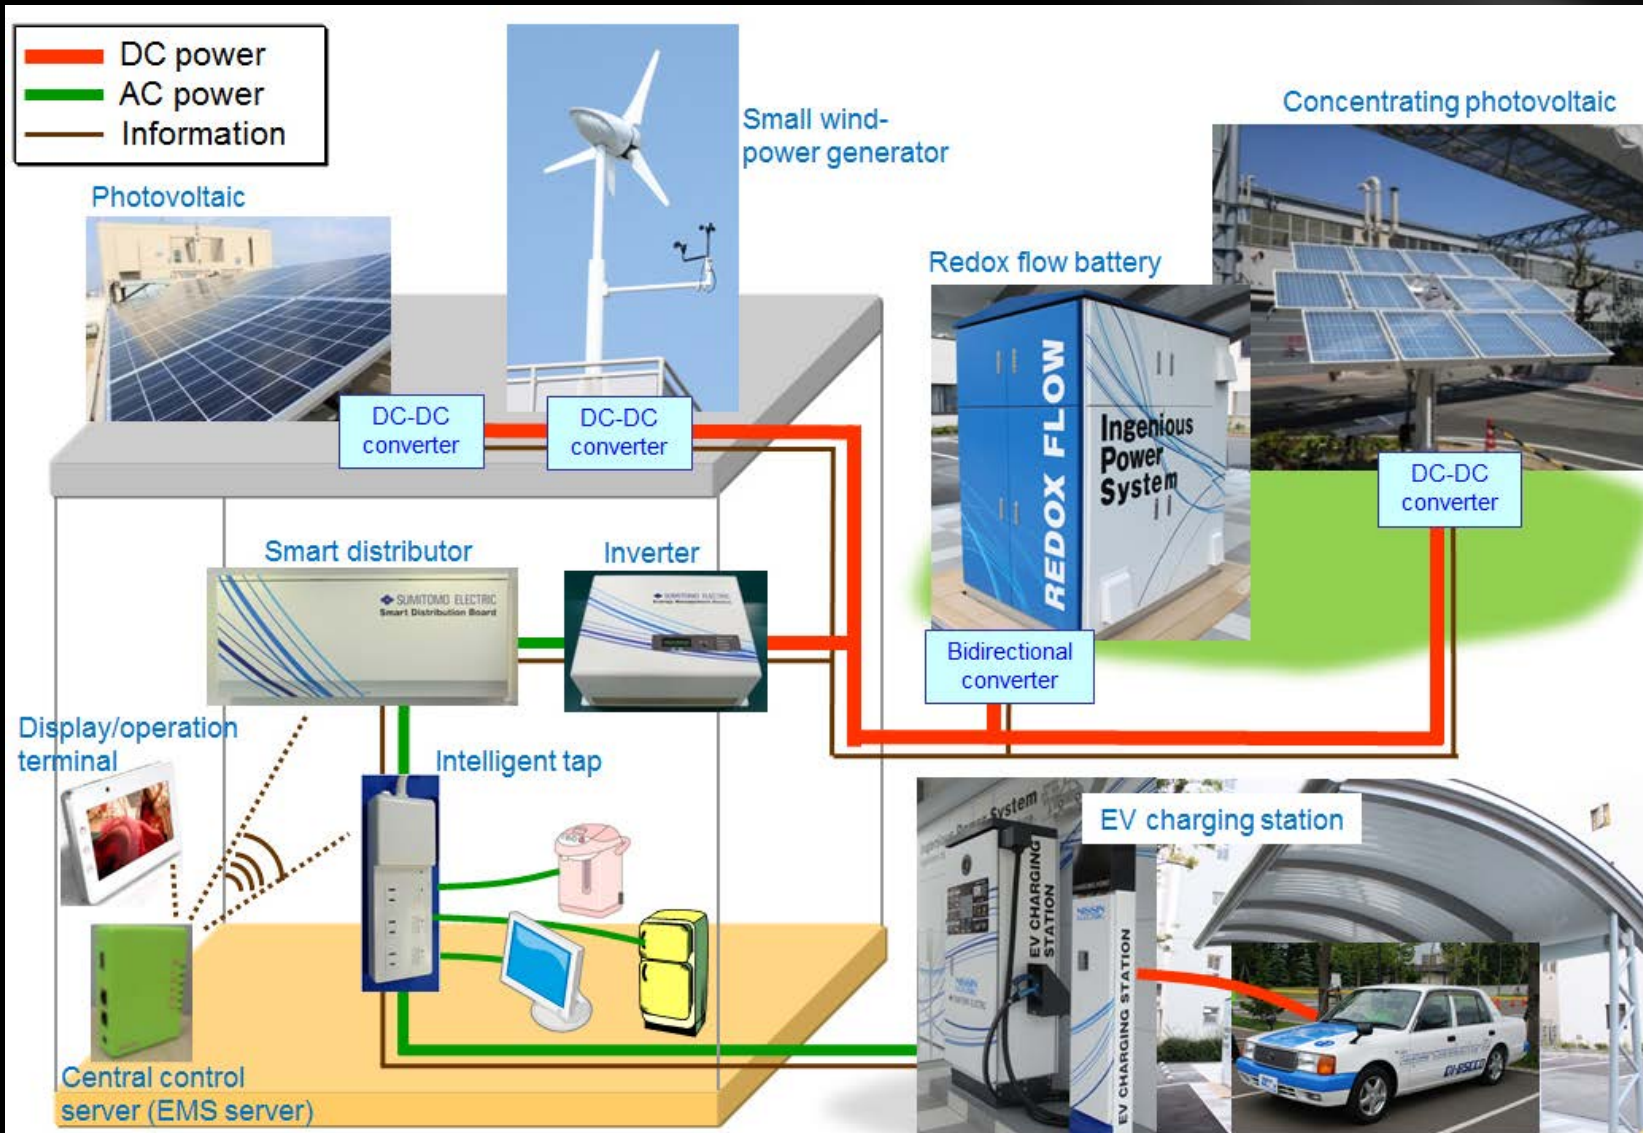 DC power
AC power
Information
Photovoltaic
Small wind-
power generator
Concentrating photovoltaic
Redox flow battery
DC-DC
converter
DC-DC
converter
REDOX FLOW
Ingenious
Power
System
DC-DC
converter
Smart distributor
Inverter
SUMITOMO ELECTRIC
Smart Distribution Board
SUMITOMO ELECTRIC
Bidirectional
converter
Display/operation
terminal
Intelligent tap
EV charging station
EV CHARGING
STATION
NISSIN
EV CHARGING STATION
Central control
server (EMS server)